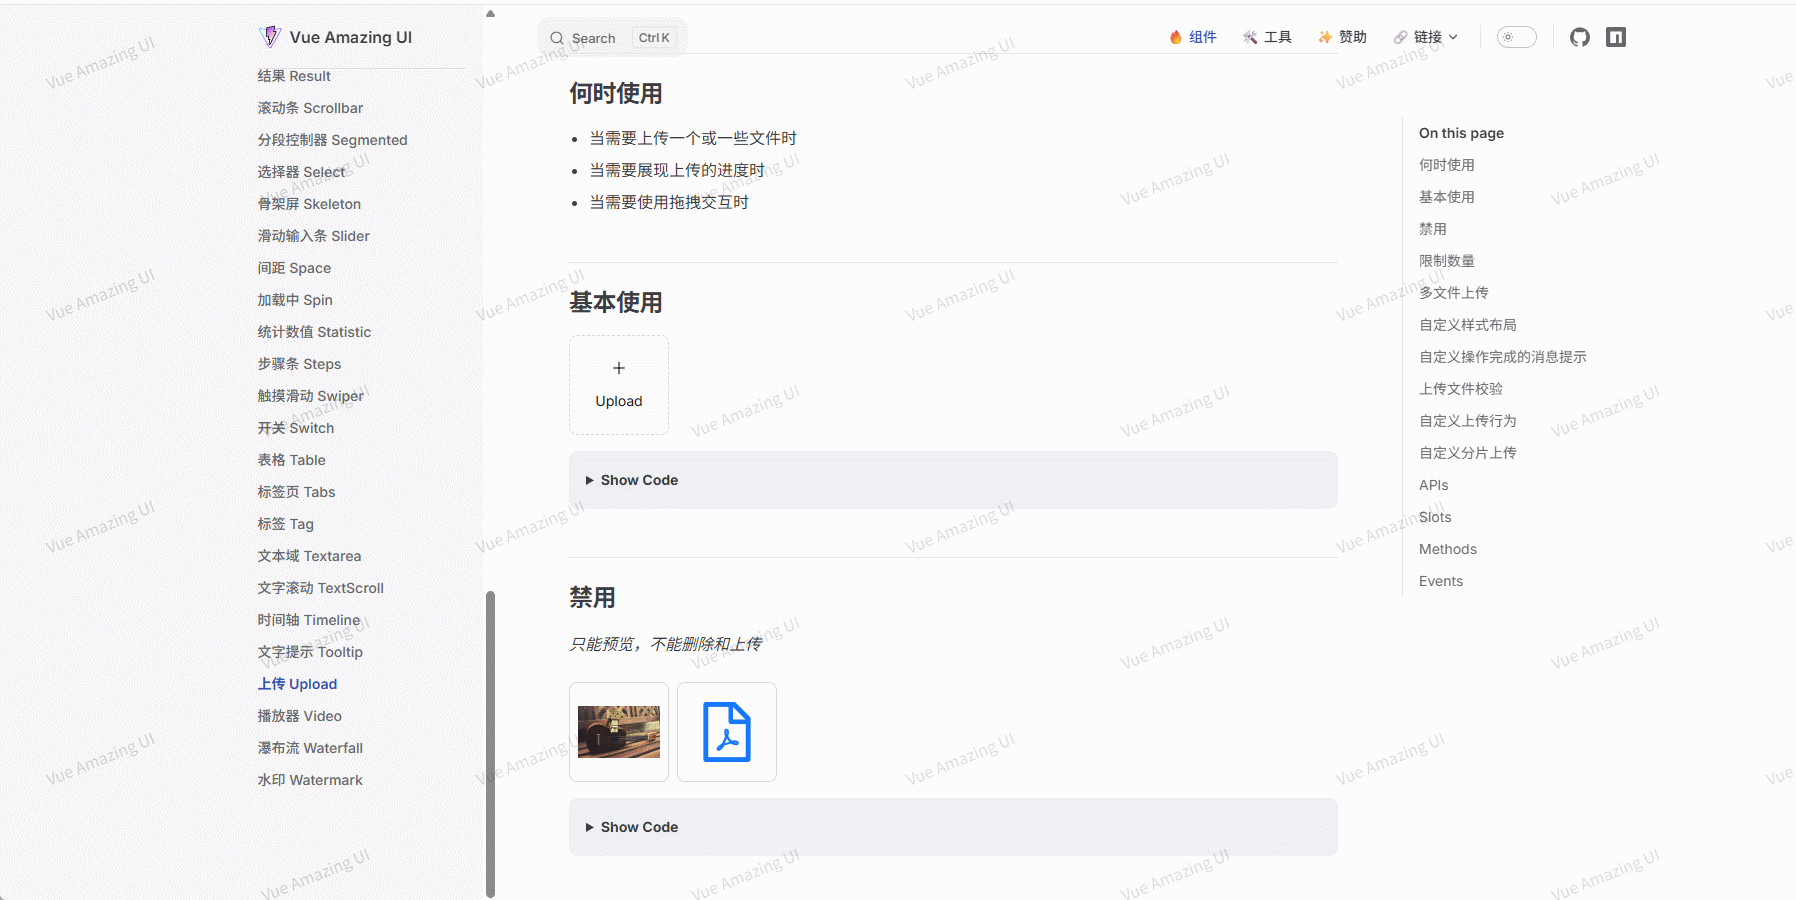 Vue Amazing UI
Search
Ctrl K
组件
工具
赞助
链接
结果 Result
滚动条 Scrollbar
分段控制器 Segmented
选择器 Select
骨架屏 Skeleton
滑动输入条 Slider
间距 Space
加载中 Spin
统计数值 Statistic
步骤条 Steps
触摸滑动 Swiper
开关 Switch
表格 Table
标签页 Tabs
标签 Tag
文本域 Textarea
文字滚动 TextScroll
时间轴 Timeline
文字提示 Tooltip
上传 Upload
播放器 Video
瀑布流 Waterfall
水印 Watermark
何时使用
当需要上传一个或一些文件时
当需要展现上传的进度时
当需要使用拖拽交互时
基本使用
Upload
Show Code
禁用
只能预览，不能删除和上传
Show Code
On this page
何时使用
基本使用
禁用
限制数量
多文件上传
自定义样式布局
自定义操作完成的消息提示
上传文件校验
自定义上传行为
自定义分片上传
APIs
Slots
Methods
Events
Vue Amazing UI